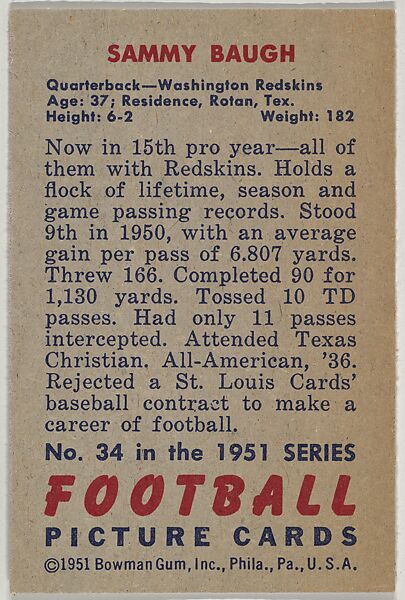 SAMMY BAUGH
Quarterback—Washington Redskins
Age: 37; Residence, Rotan, Tex.
Height: 6-2 Weight: 182
Now in 15th pro year—all of
them with Redskins. Holds a
flock of lifetime, season and
game passing records. Stood
9th in 1950, with an average
gain per pass of 6.807 yards.
Threw 166. Completed 90 for
1,130 yards. Tossed 10 TD
passes. Had only 11 passes
intercepted. Attended Texas
Christian. All-American, '36.
Rejected a St. Louis Cards'
baseball contract to make a
career of football.
No. 34 in the 1951 SERIES
FOOTBALL
PICTURE CARDS
©1951 Bowman Gum, Inc., Phila., Pa., U. S. A.